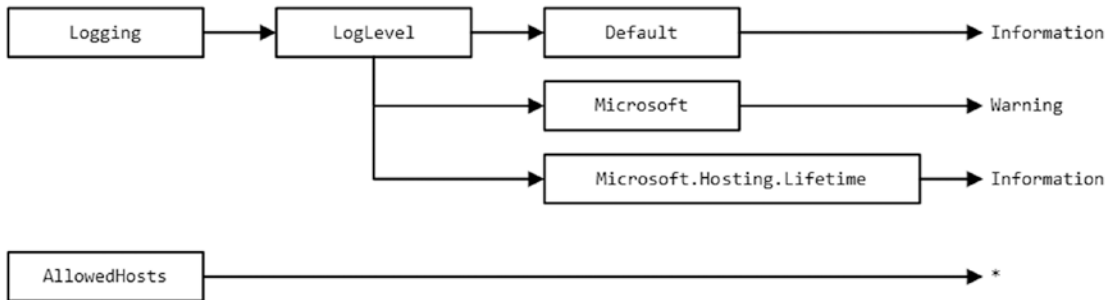 Logging LogLevel Default Information
Microsoft Warning
Microsoft.Hosting.Lifetime Information
AllowedHosts *